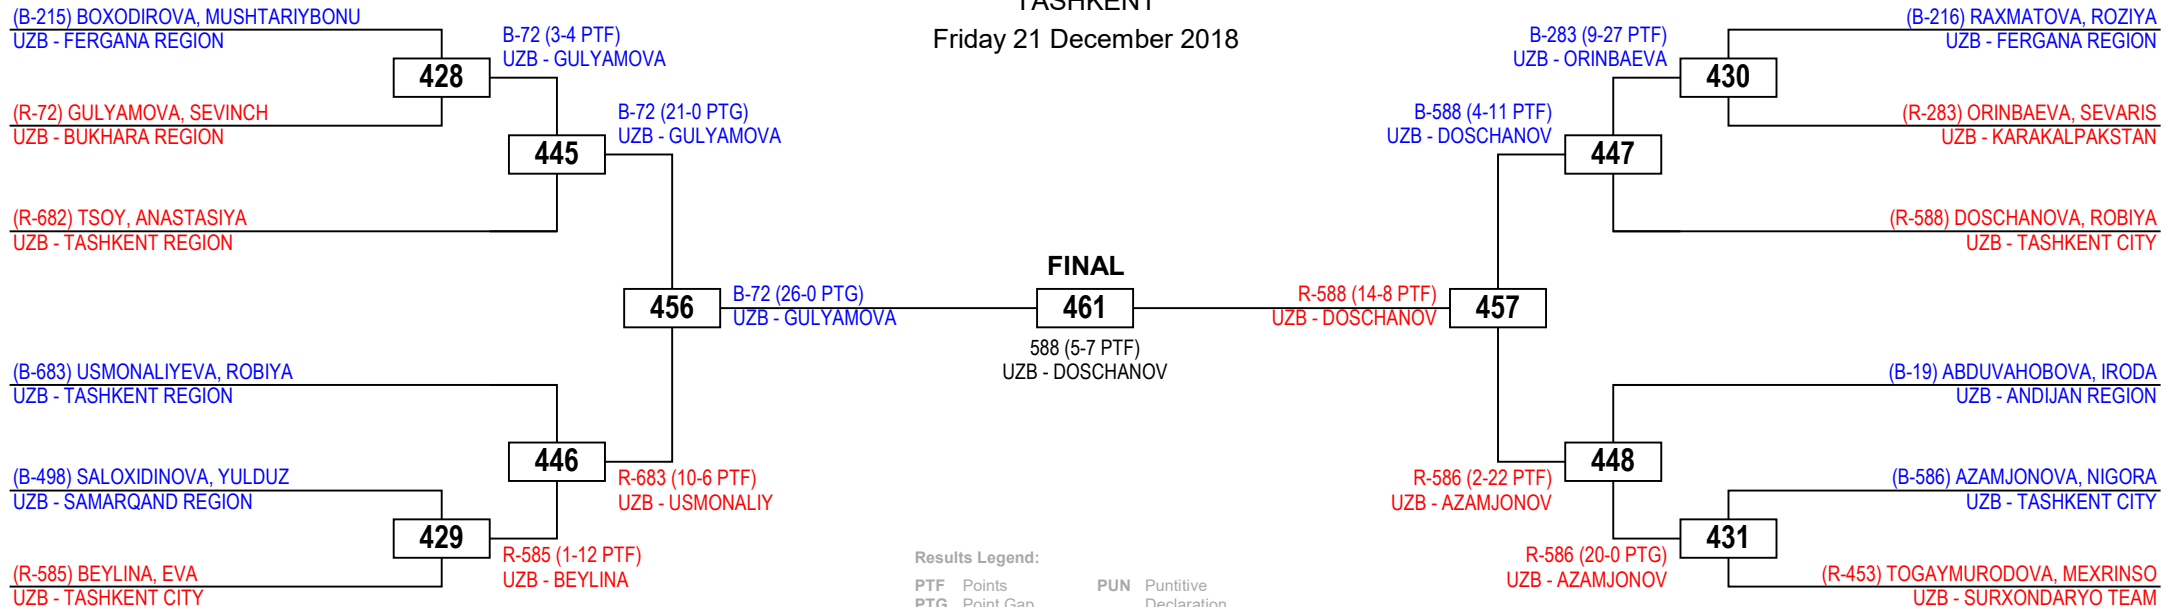 TASHKENT
Friday 21 December 2018
(B-215) BOXODIROVA, MUSHTARIYBONU
UZB - FERGANA REGION
B-72 (3-4 PTF)
UZB - GULYAMOVA
428
(R-72) GULYAMOVA, SEVINCH
UZB - BUKHARA REGION
B-72 (21-0 PTG)
UZB - GULYAMOVA
445
(R-682) TSOY, ANASTASIYA
UZB - TASHKENT REGION
456
B-72 (26-0 PTG)
UZB - GULYAMOVA
(B-683) USMONALIYEVA, ROBIYA
UZB - TASHKENT REGION
446
R-683 (10-6 PTF)
UZB - USMONALIY
(B-498) SALOXIDINOVA, YULDUZ
UZB - SAMARQAND REGION
429
R-585 (1-12 PTF)
UZB - BEYLINA
(R-585) BEYLINA, EVA
UZB - TASHKENT CITY
FINAL
461
588 (5-7 PTF)
UZB - DOSCHANOV
(B-216) RAXMATOVA, ROZIYA
UZB - FERGANA REGION
B-283 (9-27 PTF)
UZB - ORINBAEVA
430
(R-283) ORINBAEVA, SEVARIS
UZB - KARAKALPAKSTAN
B-588 (4-11 PTF)
UZB - DOSCHANOV
447
(R-588) DOSCHANOVA, ROBIYA
UZB - TASHKENT CITY
R-588 (14-8 PTF)
UZB - DOSCHANOV
457
(B-19) ABDUVAHOBOVA, IRODA
UZB - ANDIJAN REGION
448
R-586 (2-22 PTF)
UZB - AZAMJONOV
(B-586) AZAMJONOVA, NIGORA
UZB - TASHKENT CITY
431
R-586 (20-0 PTG)
UZB - AZAMJONOV
(R-453) TOGAYMURODOVA, MEXRINSO
UZB - SURXONDARYO TEAM
Results Legend:
PTF Points PUN Puntitive
PTG Point Gap Declaration